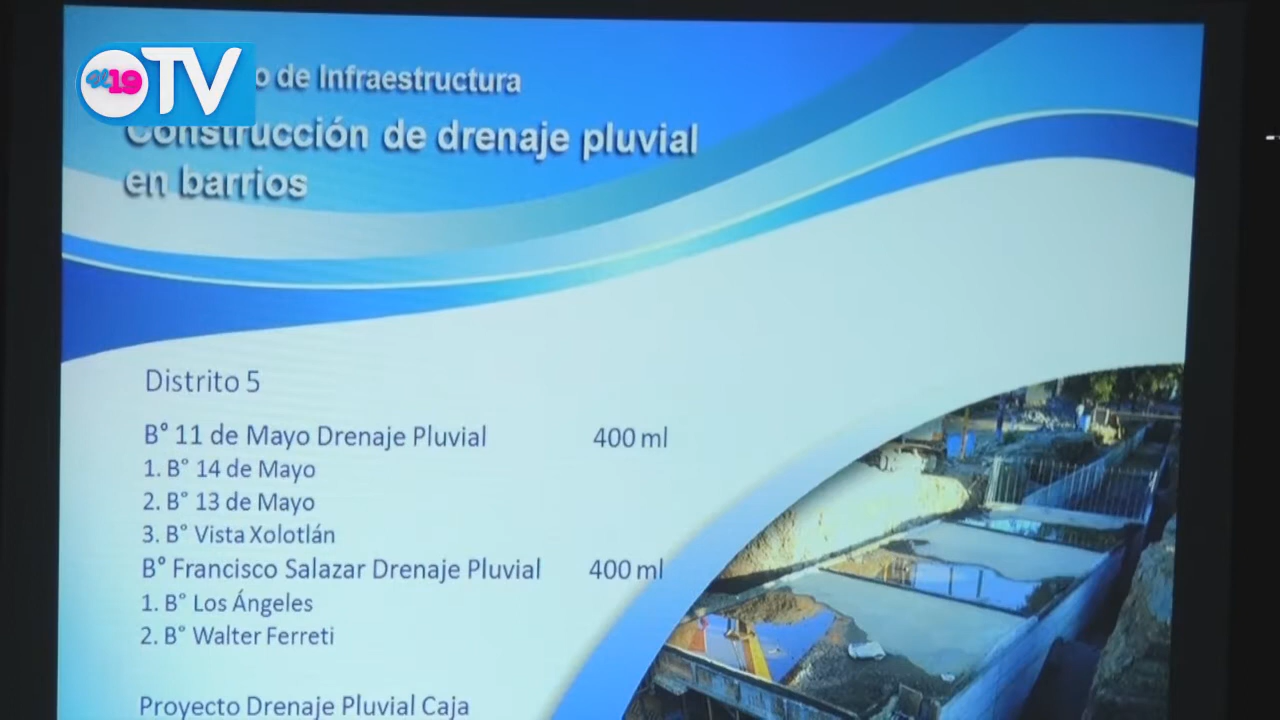 El 19 TV
o de Infraestructura
Construcción de drenaje pluvial
en barrios
Distrito 5
B° 11 de Mayo Drenaje Pluvial 400 ml
1. B° 14 de Mayo
2. B° 13 de Mayo
3. B° Vista Xolotlán
B° Francisco Salazar Drenaje Pluvial 400 ml
1. B° Los Ángeles
2. B° Walter Ferreti
Proyecto Drenaje Pluvial Caja